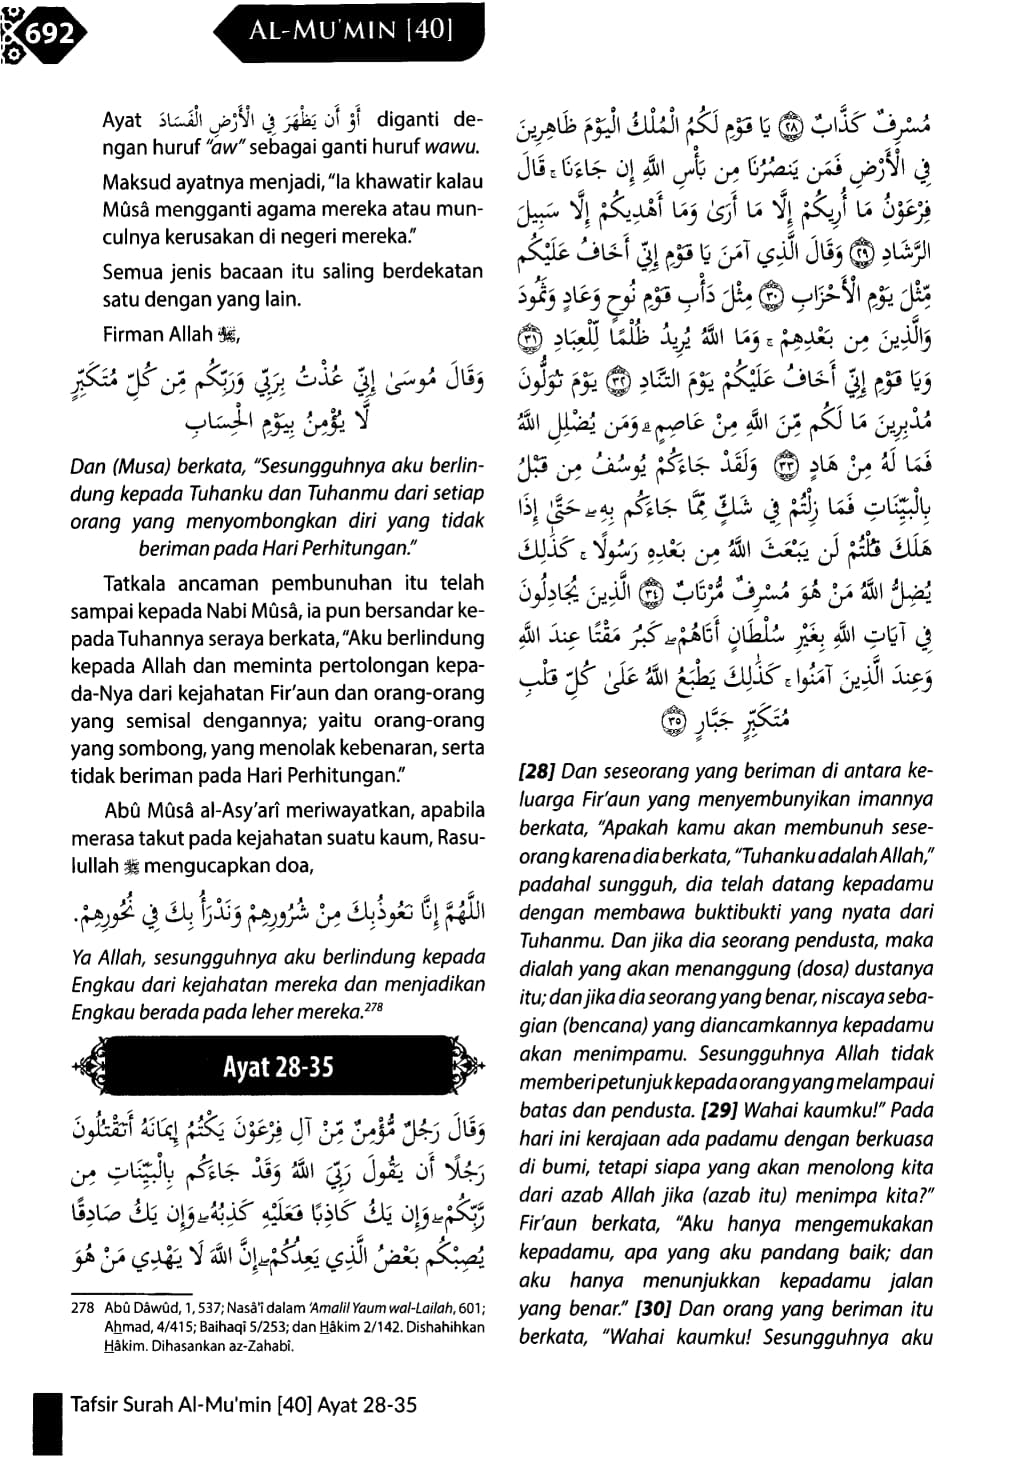 692
AL-MU'MIN [40]
Ayat أَوْ أَن يَظْهَرَ فِي الْأَرْضِ الْفَسَادَ diganti de-
ngan huruf "aw" sebagai ganti huruf wawu.
Maksud ayatnya menjadi, "Ia khawatir kalau
Mûsâ mengganti agama mereka atau mun-
culnya kerusakan di negeri mereka."
Semua jenis bacaan itu saling berdekatan
satu dengan yang lain.
Firman Allah ﷻ,
وَقَالَ مُوسَىٰ إِنِّي عُذْتُ بِرَبِّي وَرَبِّكُم مِّن كُلِّ مُتَكَبِّرٍ
لَّا يُؤْمِنُ بِيَوْمِ الْحِسَابِ
Dan (Musa) berkata, "Sesungguhnya aku berlin-
dung kepada Tuhanku dan Tuhanmu dari setiap
orang yang menyombongkan diri yang tidak
beriman pada Hari Perhitungan."
Tatkala ancaman pembunuhan itu telah
sampai kepada Nabi Mûsâ, ia pun bersandar ke-
pada Tuhannya seraya berkata, "Aku berlindung
kepada Allah dan meminta pertolongan kepa-
da-Nya dari kejahatan Fir'aun dan orang-orang
yang semisal dengannya; yaitu orang-orang
yang sombong, yang menolak kebenaran, serta
tidak beriman pada Hari Perhitungan."
Abû Mûsâ al-Asy'arî meriwayatkan, apabila
merasa takut pada kejahatan suatu kaum, Rasu-
lullah ﷺ mengucapkan doa,
اللَّهُمَّ إِنَّا نَعُوذُبِكَ مِنْ شُرُورِهِمْ وَنَدْرَأُ بِكَ فِي نُحُورِهِمْ.
Ya Allah, sesungguhnya aku berlindung kepada
Engkau dari kejahatan mereka dan menjadikan
Engkau berada pada leher mereka.278
Ayat 28-35
وَقَالَ رَجُلٌ مُّؤْمِنٌ مِّنْ آلِ فِرْعَوْنَ يَكْتُمُ إِيمَانَهُ أَتَقْتُلُونَ
رَجُلًا أَن يَقُولَ رَبِّيَ اللَّهُ وَقَدْ جَاءَكُم بِالْبَيِّنَاتِ مِن
رَّبِّكُمْ ۖ وَإِن يَكُ كَاذِبًا فَعَلَيْهِ كَذِبُهُ ۖ وَإِن يَكُ صَادِقًا
يُصِبْكُم بَعْضُ الَّذِي يَعِدُكُمْ ۖ إِنَّ اللَّهَ لَا يَهْدِي مَنْ هُوَ
278 Abû Dâwûd, 1, 537; Nasâ'î dalam 'Amalil Yaum wal-Lailah, 601;
Ahmad, 4/415; Baihaqî 5/253; dan Hâkim 2/142. Dishahihkan
Hâkim. Dihasankan az-Zahabî.
مُسْرِفٌ كَذَّابٌ ﴿٢٨﴾ يَا قَوْمِ لَكُمُ الْمُلْكُ الْيَوْمَ ظَاهِرِينَ
فِي الْأَرْضِ فَمَن يَنصُرُنَا مِن بَأْسِ اللَّهِ إِن جَاءَنَا ۚ قَالَ
فِرْعَوْنُ مَا أُرِيكُمْ إِلَّا مَا أَرَىٰ وَمَا أَهْدِيكُمْ إِلَّا سَبِيلَ
الرَّشَادِ ﴿٢٩﴾ وَقَالَ الَّذِي آمَنَ يَا قَوْمِ إِنِّي أَخَافُ عَلَيْكُم
مِّثْلَ يَوْمِ الْأَحْزَابِ ﴿٣٠﴾ مِثْلَ دَأْبِ قَوْمِ نُوحٍ وَعَادٍ وَثَمُودَ
وَالَّذِينَ مِن بَعْدِهِمْ ۚ وَمَا اللَّهُ يُرِيدُ ظُلْمًا لِّلْعِبَادِ ﴿٣١﴾
وَيَا قَوْمِ إِنِّي أَخَافُ عَلَيْكُمْ يَوْمَ التَّنَادِ ﴿٣٢﴾ يَوْمَ تُوَلُّونَ
مُدْبِرِينَ مَا لَكُم مِّنَ اللَّهِ مِنْ عَاصِمٍ ۗ وَمَن يُضْلِلِ اللَّهُ
فَمَا لَهُ مِنْ هَادٍ ﴿٣٣﴾ وَلَقَدْ جَاءَكُمْ يُوسُفُ مِن قَبْلُ
بِالْبَيِّنَاتِ فَمَا زِلْتُمْ فِي شَكٍّ مِّمَّا جَاءَكُم بِهِ ۖ حَتَّىٰ إِذَا
هَلَكَ قُلْتُمْ لَن يَبْعَثَ اللَّهُ مِن بَعْدِهِ رَسُولًا ۚ كَذَٰلِكَ
يُضِلُّ اللَّهُ مَنْ هُوَ مُسْرِفٌ مُّرْتَابٌ ﴿٣٤﴾ الَّذِينَ يُجَادِلُونَ
فِي آيَاتِ اللَّهِ بِغَيْرِ سُلْطَانٍ أَتَاهُمْ ۖ كَبُرَ مَقْتًا عِندَ اللَّهِ
وَعِندَ الَّذِينَ آمَنُوا ۚ كَذَٰلِكَ يَطْبَعُ اللَّهُ عَلَىٰ كُلِّ قَلْبِ
مُتَكَبِّرٍ جَبَّارٍ ﴿٣٥﴾
[28] Dan seseorang yang beriman di antara ke-
luarga Fir'aun yang menyembunyikan imannya
berkata, "Apakah kamu akan membunuh sese-
orang karena dia berkata, "Tuhanku adalah Allah,"
padahal sungguh, dia telah datang kepadamu
dengan membawa buktibukti yang nyata dari
Tuhanmu. Dan jika dia seorang pendusta, maka
dialah yang akan menanggung (dosa) dustanya
itu; dan jika dia seorang yang benar, niscaya seba-
gian (bencana) yang diancamkannya kepadamu
akan menimpamu. Sesungguhnya Allah tidak
memberi petunjuk kepada orang yang melampaui
batas dan pendusta. [29] Wahai kaumku!" Pada
hari ini kerajaan ada padamu dengan berkuasa
di bumi, tetapi siapa yang akan menolong kita
dari azab Allah jika (azab itu) menimpa kita?"
Fir'aun berkata, "Aku hanya mengemukakan
kepadamu, apa yang aku pandang baik; dan
aku hanya menunjukkan kepadamu jalan
yang benar." [30] Dan orang yang beriman itu
berkata, "Wahai kaumku! Sesungguhnya aku
Tafsir Surah Al-Mu'min [40] Ayat 28-35